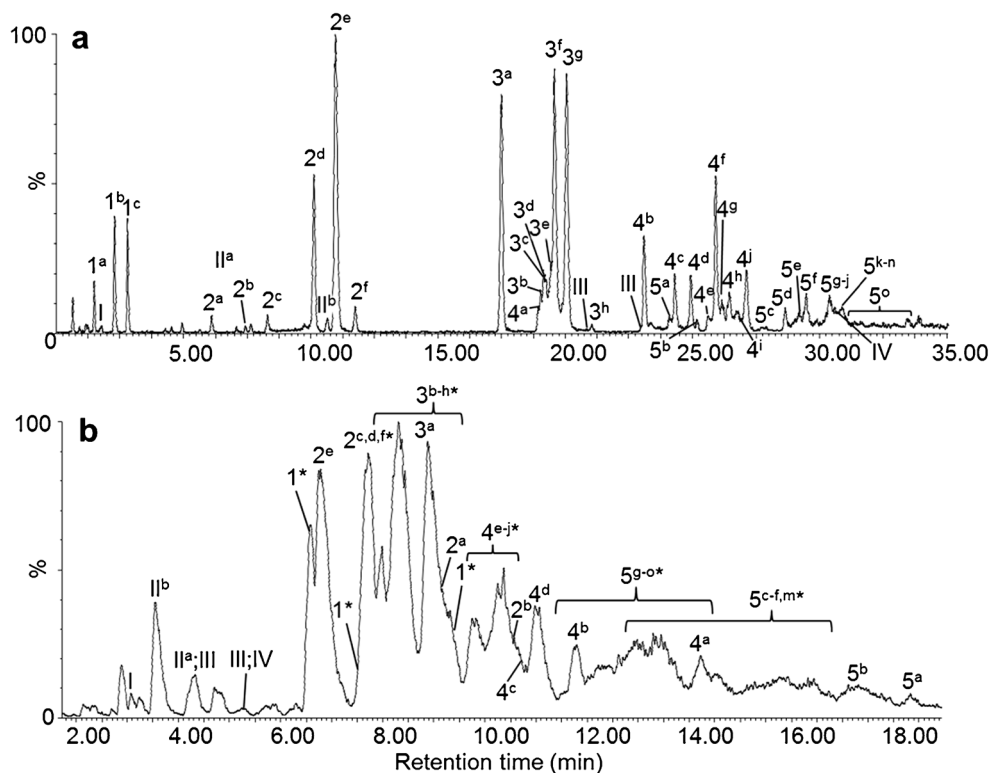 a
100
%
0
1ᵃ
I
1ᵇ
1ᶜ
IIᵃ
2ᵃ
2ᵇ
2ᶜ
2ᵈ
IIᵇ
2ᵉ
2ᶠ
3ᵃ
4ᵃ
3ᵇ
3ᶜ
3ᵈ
3ᵉ
3ᶠ
3ᵍ
III
3ʰ
III
4ᵇ
5ᵃ
4ᶜ
5ᵇ
4ᵈ
4ᵉ
4ᶠ
4ᵍ
4ʰ
4ⁱ
4ʲ
5ᶜ
5ᵈ
5ᵉ
5ᶠ
5ᵍ⁻ʲ
5ᵏ⁻ⁿ
IV
5ᵒ
5.00 10.00 15.00 20.00 25.00 30.00 35.00
b
100
%
0
I
IIᵇ
IIᵃ;III
III;IV
1*
2ᵉ
1*
2ᶜ,ᵈ,ᶠ*
3ᵇ⁻ʰ*
3ᵃ
2ᵃ
1*
4ᵉ⁻ʲ*
2ᵇ
4ᶜ
4ᵈ
4ᵇ
5ᵍ⁻ᵒ*
4ᵃ
5ᶜ⁻ᶠ,ᵐ*
5ᵇ
5ᵃ
2.00 4.00 6.00 8.00 10.00 12.00 14.00 16.00 18.00
Retention time (min)